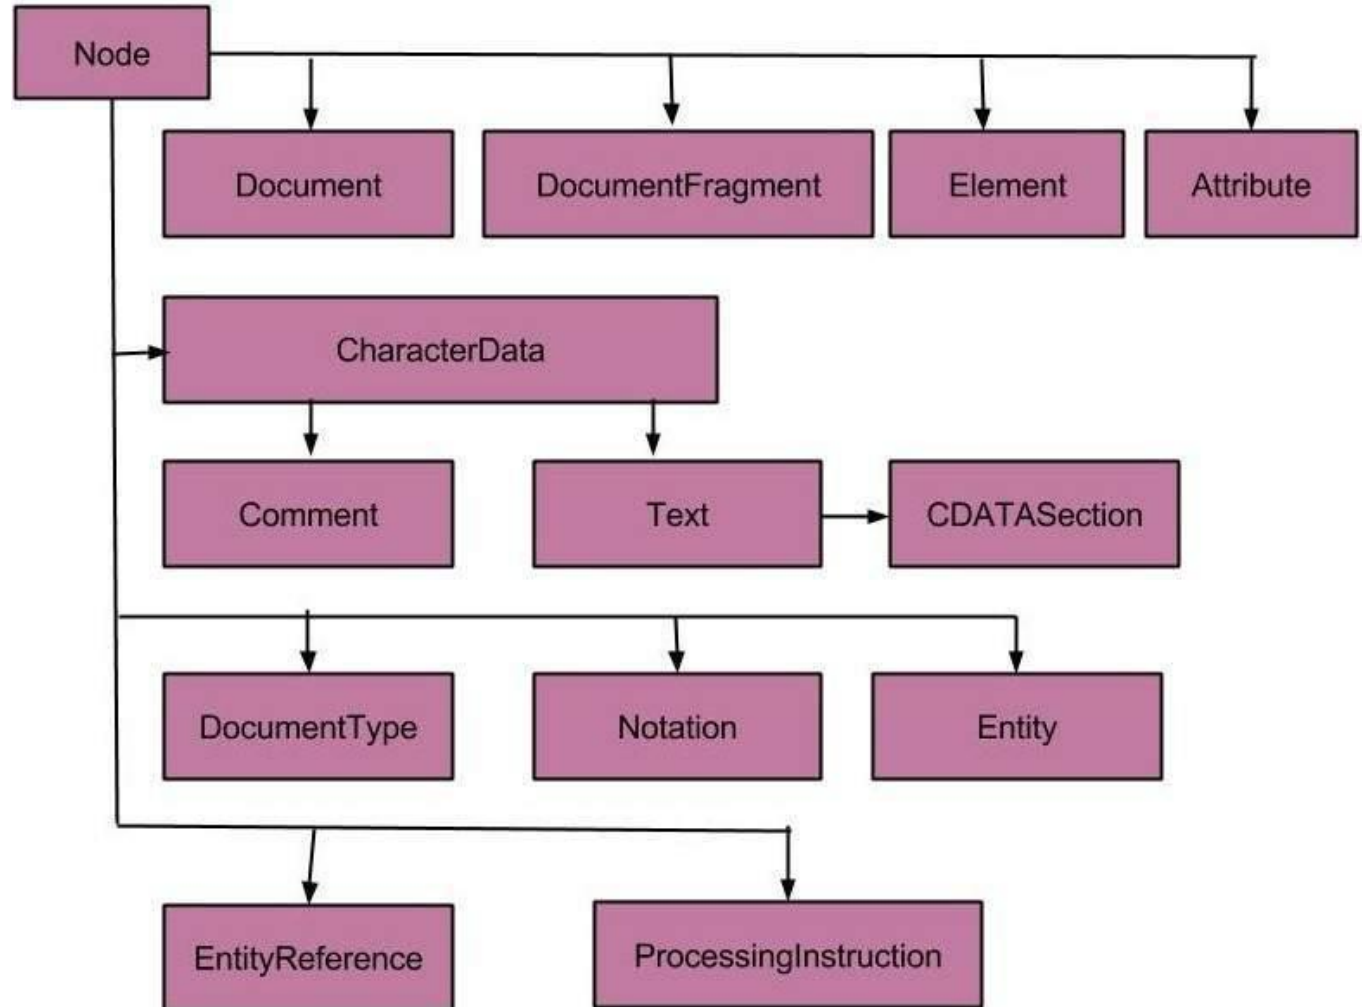 Node
Document
DocumentFragment
Element
Attribute
CharacterData
Comment
Text
CDATASection
DocumentType
Notation
Entity
EntityReference
ProcessingInstruction